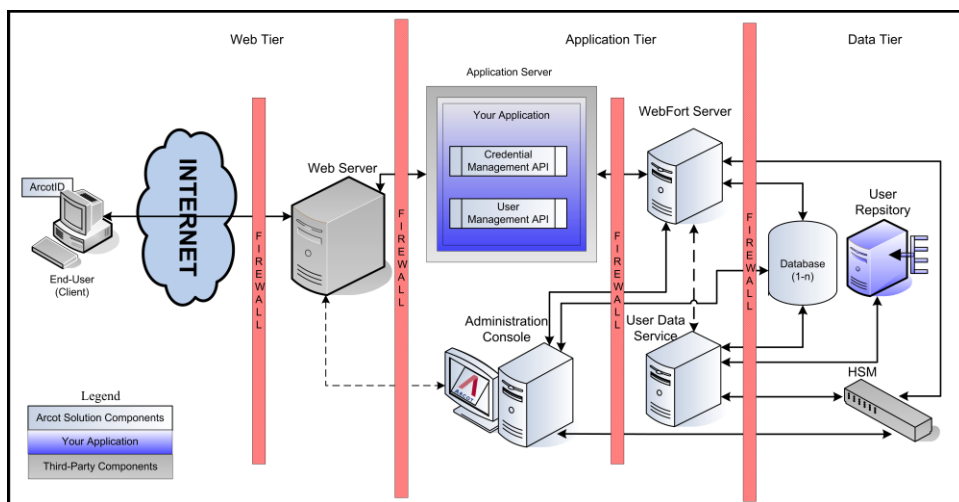 Web Tier
Application Tier
Data Tier
Application Server
Your Application
Credential
Management API
User
Management API
WebFort Server
Web Server
ArcotID
INTERNET
End-User
(Client)
FIREWALL
FIREWALL
FIREWALL
FIREWALL
User
Repsitory
Database
(1-n)
Administration
Console
ARCOT
User Data
Service
HSM
Legend
Arcot Solution Components
Your Application
Third-Party Components